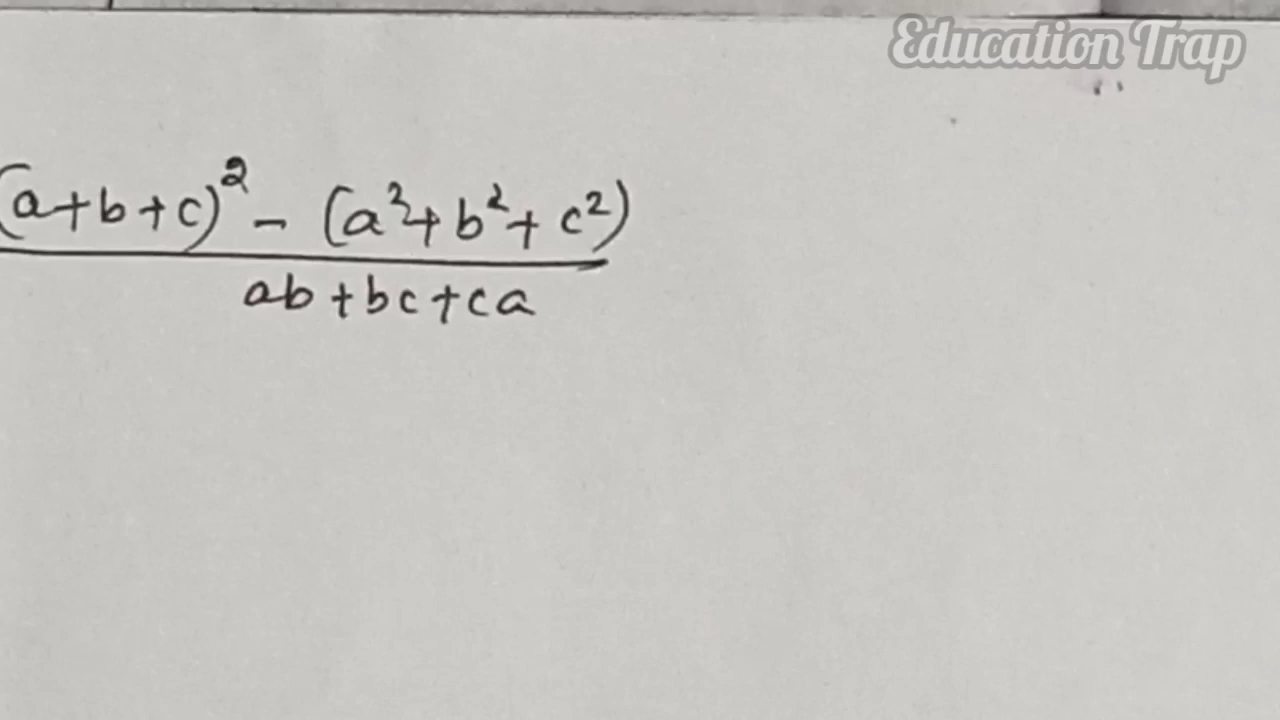 Education Trap
(a+b+c)² - (a²+b²+c²)
ab+bc+ca